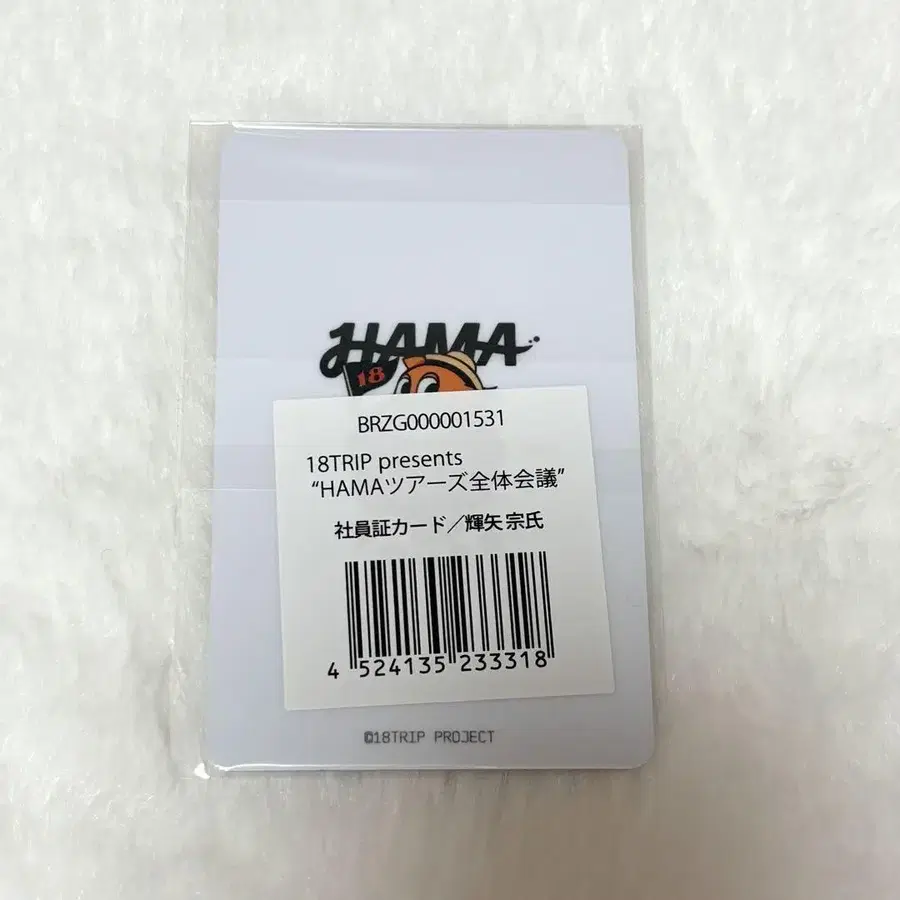 HAMA
18
BRZG000001531
18TRIP presents
“HAMAツアーズ全体会議”
社員証カード／輝矢 宗氏
4 524135 233318
©18TRIP PROJECT